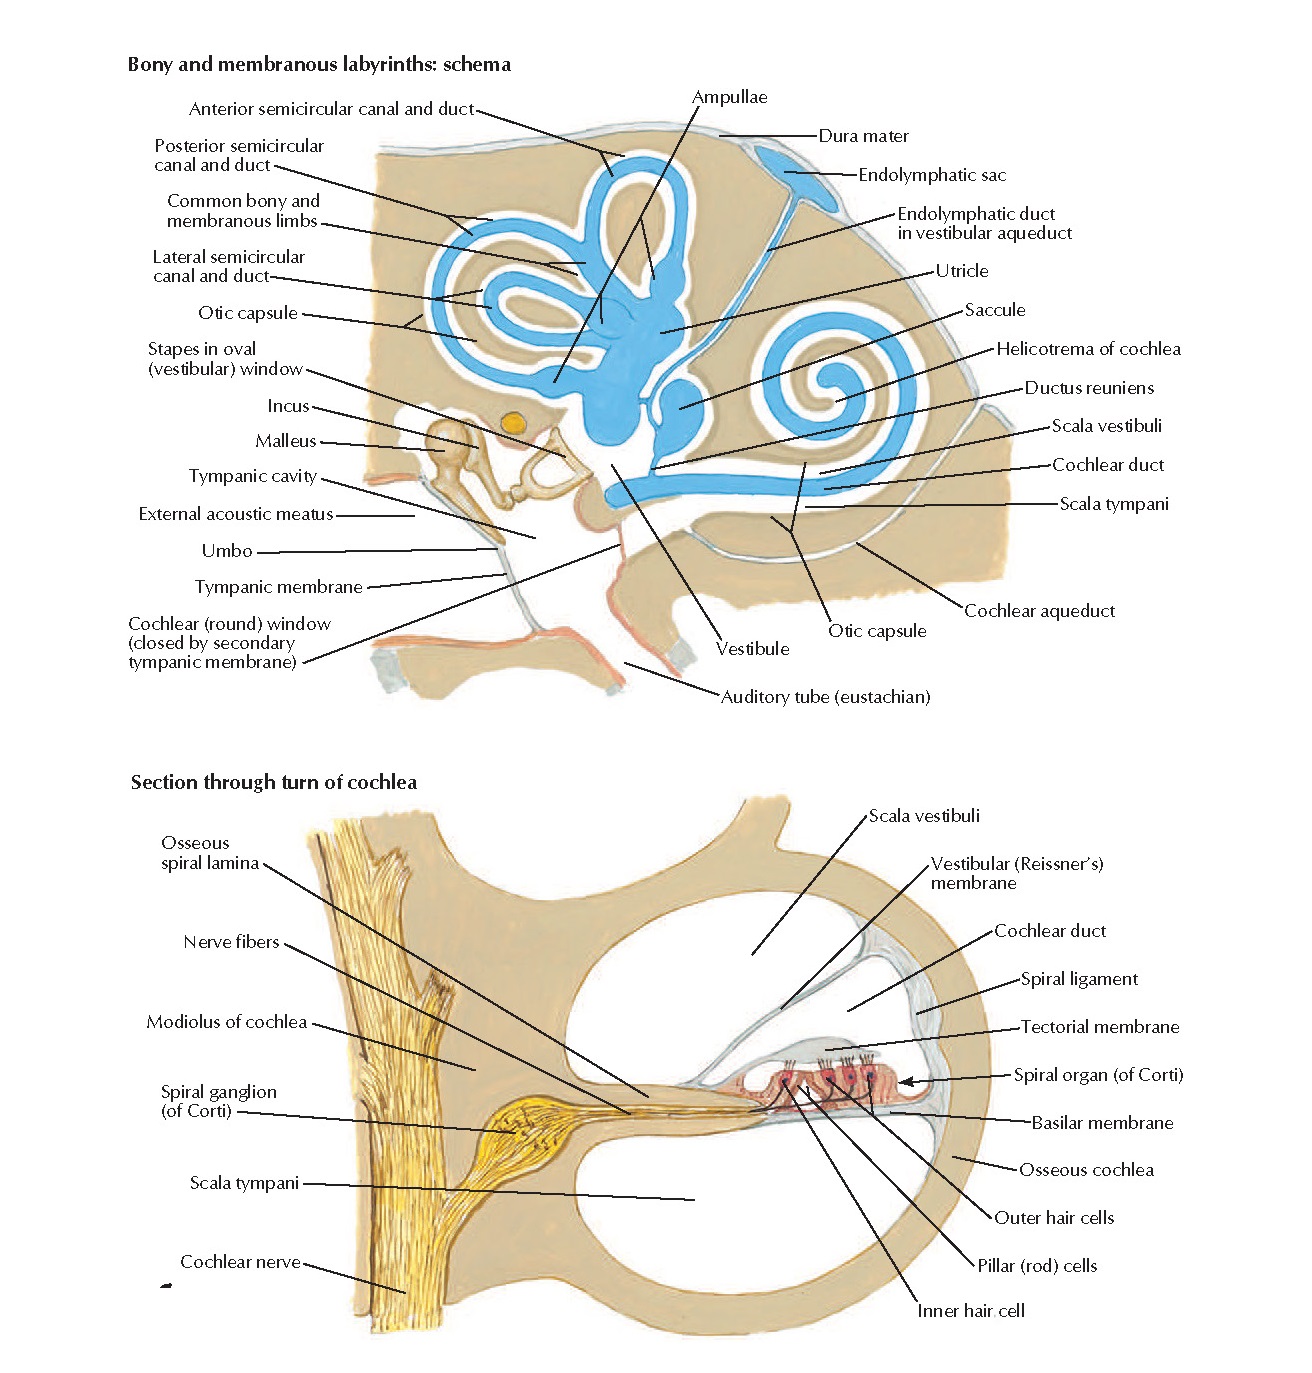 Bony and membranous labyrinths: schema
Anterior semicircular canal and duct
Ampullae
Dura mater
Posterior semicircular
canal and duct
Endolymphatic sac
Common bony and
membranous limbs
Endolymphatic duct
in vestibular aqueduct
Lateral semicircular
canal and duct
Utricle
Otic capsule
Saccule
Stapes in oval
(vestibular) window
Helicotrema of cochlea
Incus
Ductus reuniens
Malleus
Scala vestibuli
Tympanic cavity
Cochlear duct
External acoustic meatus
Scala tympani
Umbo
Tympanic membrane
Cochlear aqueduct
Cochlear (round) window
(closed by secondary
tympanic membrane)
Otic capsule
Vestibule
Auditory tube (eustachian)
Section through turn of cochlea
Scala vestibuli
Osseous
spiral lamina
Vestibular (Reissner's)
membrane
Nerve fibers
Cochlear duct
Spiral ligament
Modiolus of cochlea
Tectorial membrane
Spiral organ (of Corti)
Spiral ganglion
(of Corti)
Basilar membrane
Osseous cochlea
Scala tympani
Outer hair cells
Cochlear nerve
Pillar (rod) cells
Inner hair cell